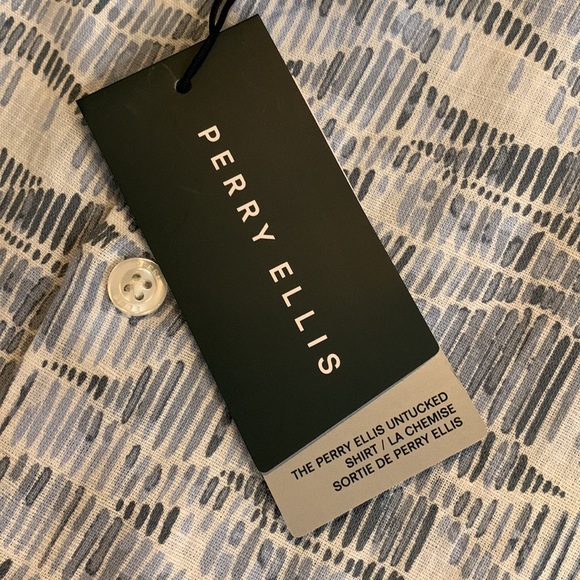 PERRY ELLIS
THE PERRY ELLIS UNTUCKED
SHIRT / LA CHEMISE
SORTIE DE PERRY ELLIS